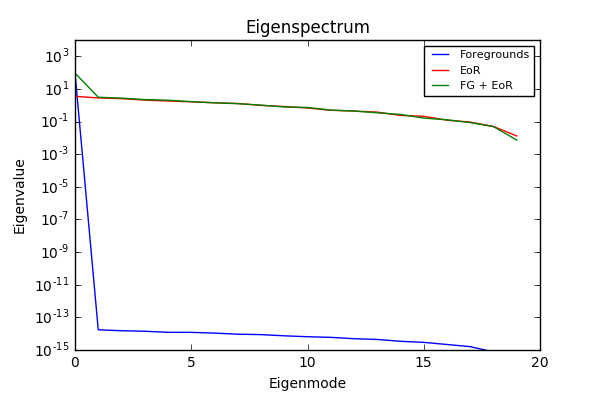 Eigenspectrum
Foregrounds
EoR
FG + EoR
10^3
10^1
10^-1
10^-3
10^-5
10^-7
10^-9
10^-11
10^-13
10^-15
Eigenvalue
0 5 10 15 20
Eigenmode